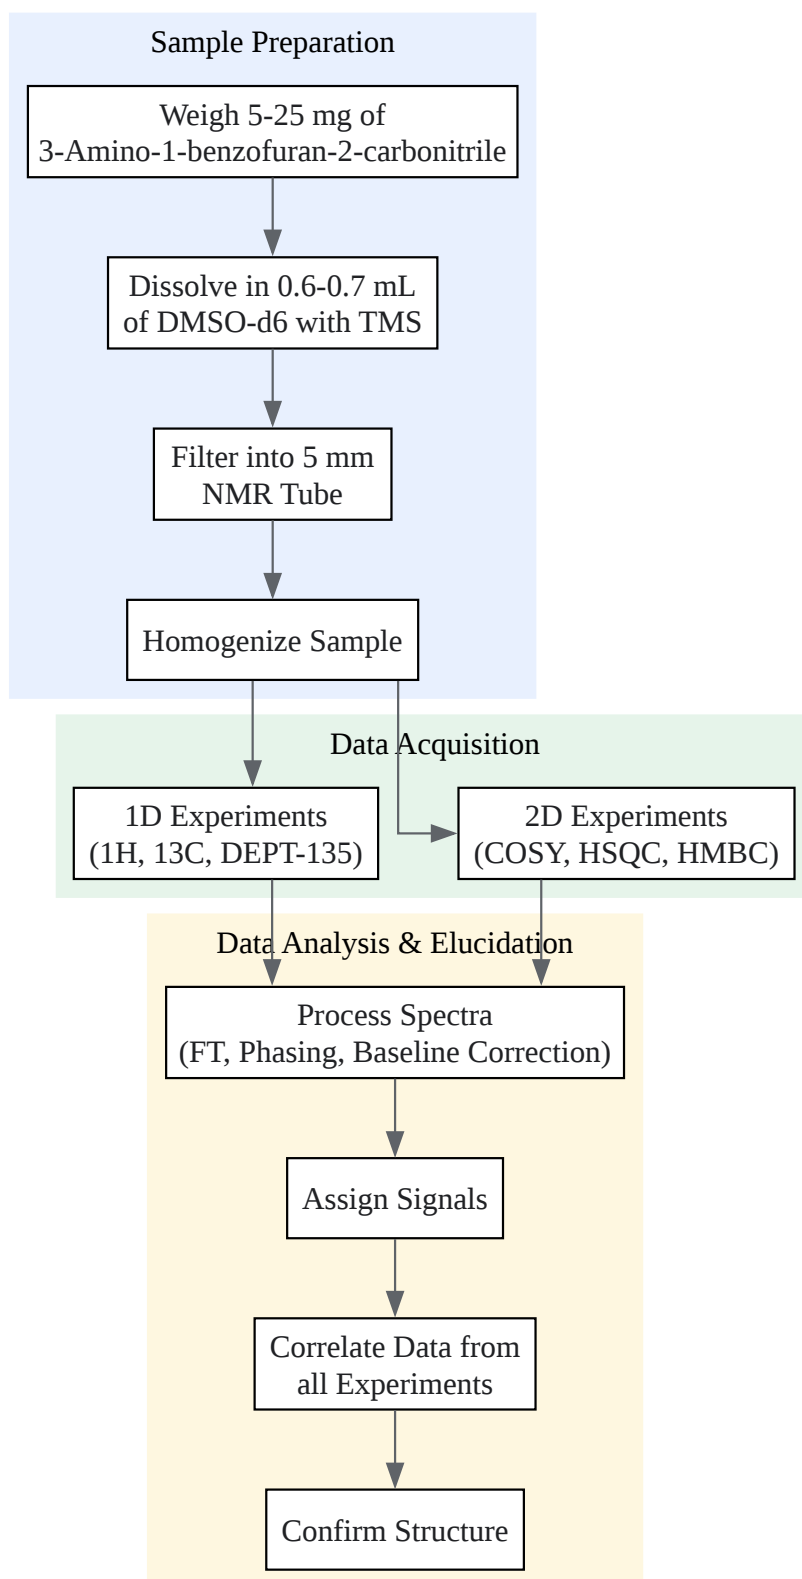 Sample Preparation
Weigh 5-25 mg of
3-Amino-1-benzofuran-2-carbonitrile
Dissolve in 0.6-0.7 mL
of DMSO-d6 with TMS
Filter into 5 mm
NMR Tube
Homogenize Sample
Data Acquisition
1D Experiments
(1H, 13C, DEPT-135)
2D Experiments
(COSY, HSQC, HMBC)
Data Analysis & Elucidation
Process Spectra
(FT, Phasing, Baseline Correction)
Assign Signals
Correlate Data from
all Experiments
Confirm Structure